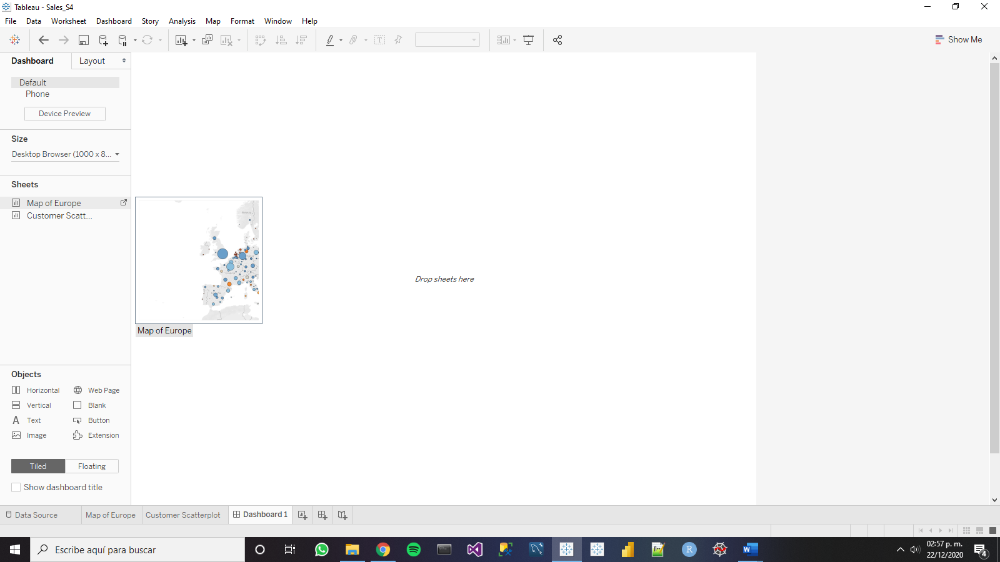 Tableau - Sales_S4
File Data Worksheet Dashboard Story Analysis Map Format Window Help
Show Me
Dashboard Layout
Default
Phone
Device Preview
Size
Desktop Browser (1000 x 8...
Sheets
Map of Europe
Customer Scatt...
Drop sheets here
Map of Europe
Objects
Horizontal Web Page
Vertical Blank
A Text Button
Image Extension
Tiled Floating
Show dashboard title
Data Source Map of Europe Customer Scatterplot Dashboard 1
Escribe aquí para buscar
02:57 p. m.
22/12/2020
4